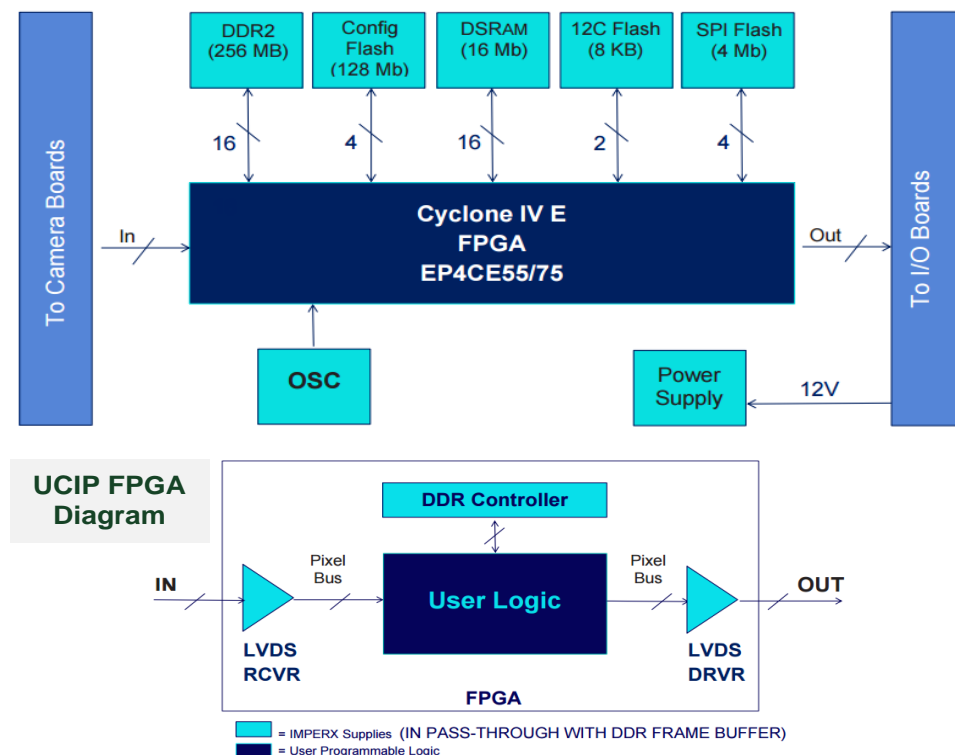 DDR2
(256 MB)
Config
Flash
(128 Mb)
DSRAM
(16 Mb)
12C Flash
(8 KB)
SPI Flash
(4 Mb)
16
4
16
2
4
To Camera Boards
In
Cyclone IV E
FPGA
EP4CE55/75
Out
To I/O Boards
OSC
Power
Supply
12V
UCIP FPGA
Diagram
DDR Controller
IN
Pixel
Bus
User Logic
Pixel
Bus
OUT
LVDS
RCVR
LVDS
DRVR
FPGA
= IMPERX Supplies (IN PASS-THROUGH WITH DDR FRAME BUFFER)
= User Programmable Logic